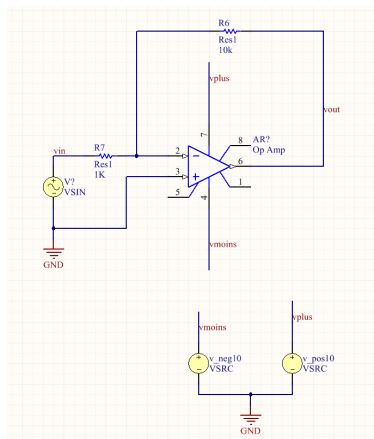 R6
Res1
10k
vplus
vout
7
8
AR?
Op Amp
R7
vin
2
6
Res1
1K
3
V?
VSIN
5
4
1
vmoins
GND
vplus
vmoins
v_neg10
VSRC
v_pos10
VSRC
GND